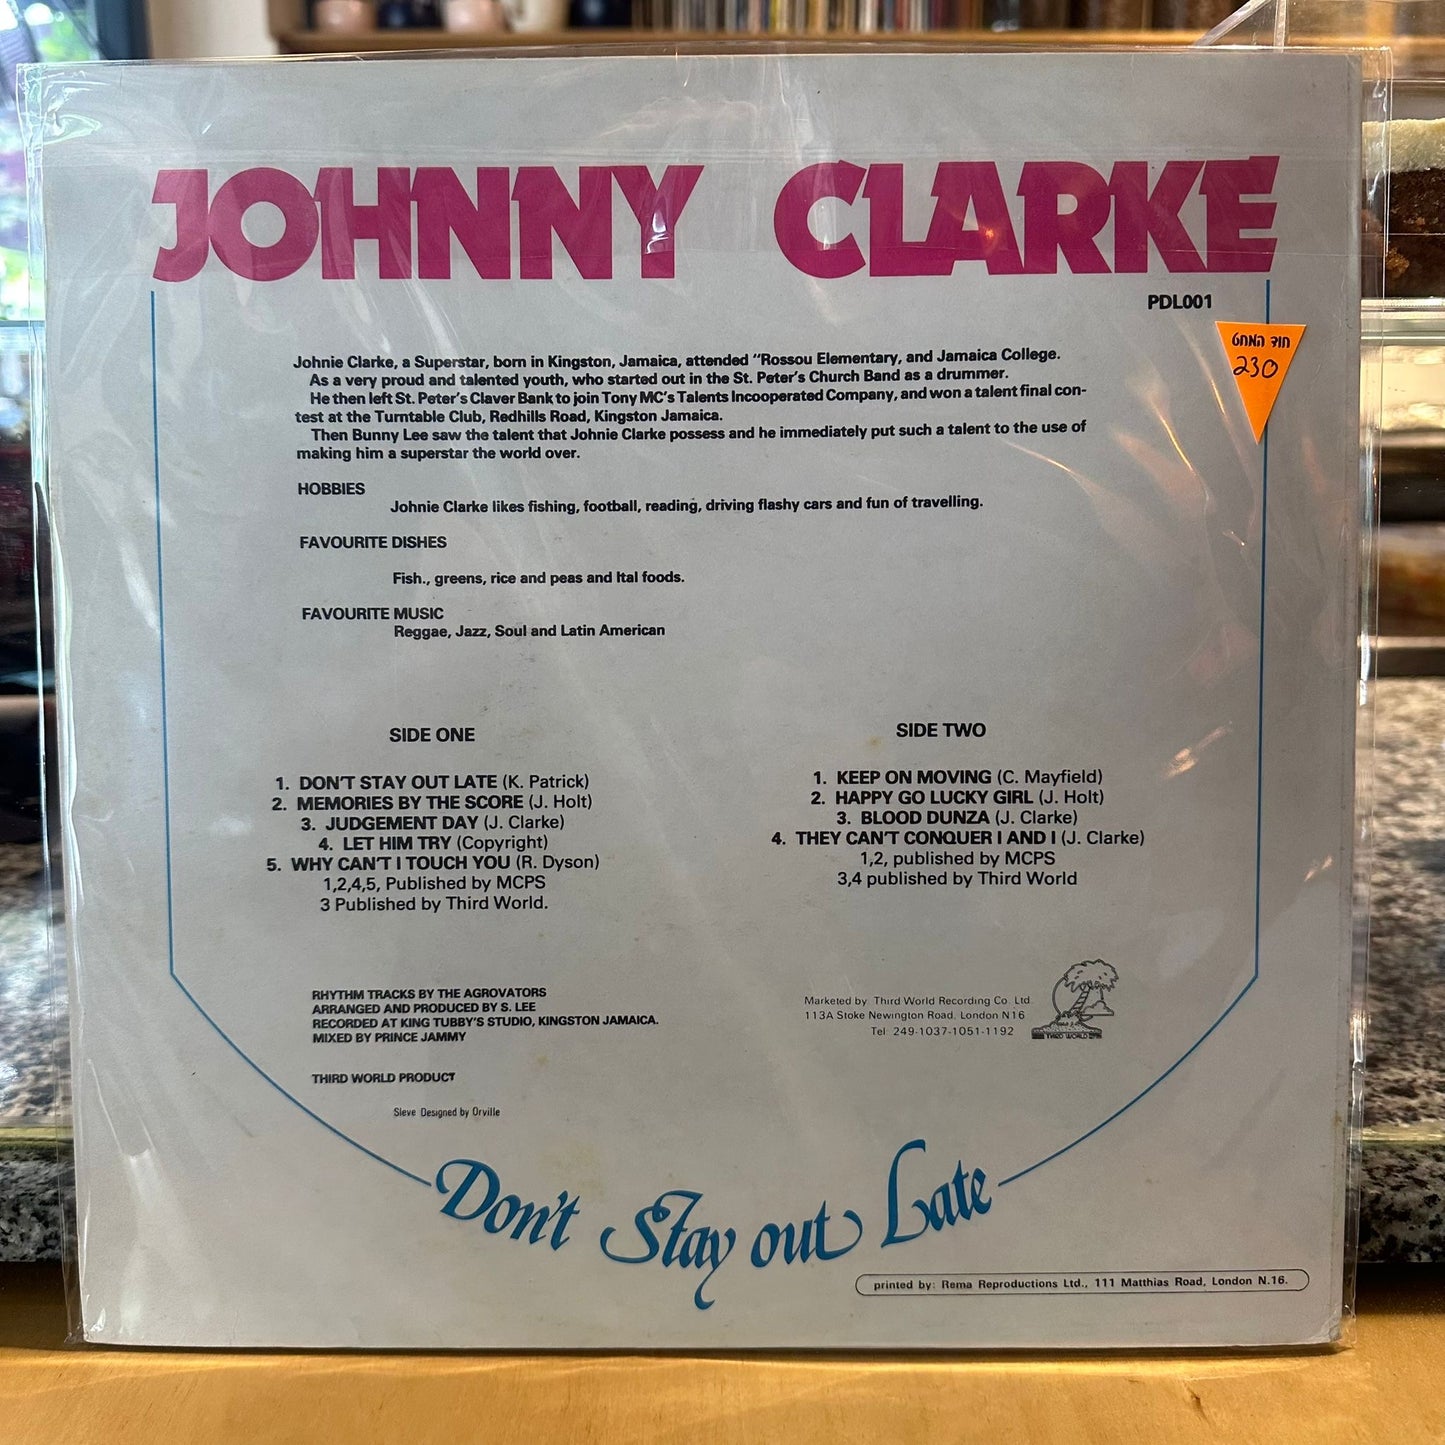 JOHNNY CLARKE
PDL001
חוד המחט
230
Johnie Clarke, a Superstar, born in Kingston, Jamaica, attended "Rossou Elementary, and Jamaica College.
As a very proud and talented youth, who started out in the St. Peter's Church Band as a drummer.
He then left St. Peter's Claver Bank to join Tony MC's Talents Incooperated Company, and won a talent final con-
test at the Turntable Club, Redhills Road, Kingston Jamaica.
Then Bunny Lee saw the talent that Johnie Clarke possess and he immediately put such a talent to the use of
making him a superstar the world over.
HOBBIES
Johnie Clarke likes fishing, football, reading, driving flashy cars and fun of travelling.
FAVOURITE DISHES
Fish., greens, rice and peas and Ital foods.
FAVOURITE MUSIC
Reggae, Jazz, Soul and Latin American
SIDE ONE
1. DON'T STAY OUT LATE (K. Patrick)
2. MEMORIES BY THE SCORE (J. Holt)
3. JUDGEMENT DAY (J. Clarke)
4. LET HIM TRY (Copyright)
5. WHY CAN'T I TOUCH YOU (R. Dyson)
1,2,4,5, Published by MCPS
3 Published by Third World.
SIDE TWO
1. KEEP ON MOVING (C. Mayfield)
2. HAPPY GO LUCKY GIRL (J. Holt)
3. BLOOD DUNZA (J. Clarke)
4. THEY CAN'T CONQUER I AND I (J. Clarke)
1,2, published by MCPS
3,4 published by Third World
RHYTHM TRACKS BY THE AGROVATORS
ARRANGED AND PRODUCED BY S. LEE
RECORDED AT KING TUBBY'S STUDIO, KINGSTON JAMAICA.
MIXED BY PRINCE JAMMY
THIRD WORLD PRODUCT
Sleve Designed by Orville
Marketed by Third World Recording Co. Ltd.
113A Stoke Newington Road, London N16
Tel 249-1037-1051-1192
THIRD WORLD
Don't Stay out Late
printed by: Rema Reproductions Ltd., 111 Matthias Road, London N.16.